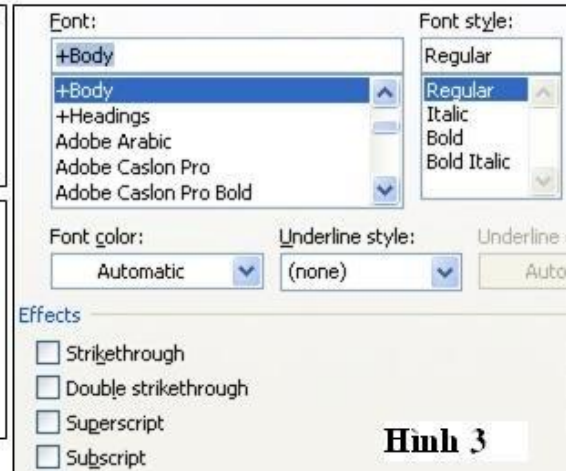 Font:
Font style:
+Body
Regular
+Body
+Headings
Adobe Arabic
Adobe Caslon Pro
Adobe Caslon Pro Bold
Regular
Italic
Bold
Bold Italic
Font color:
Underline style:
Underline
Automatic
(none)
Auto
Effects
Strikethrough
Double strikethrough
Superscript
Subscript
Hình 3